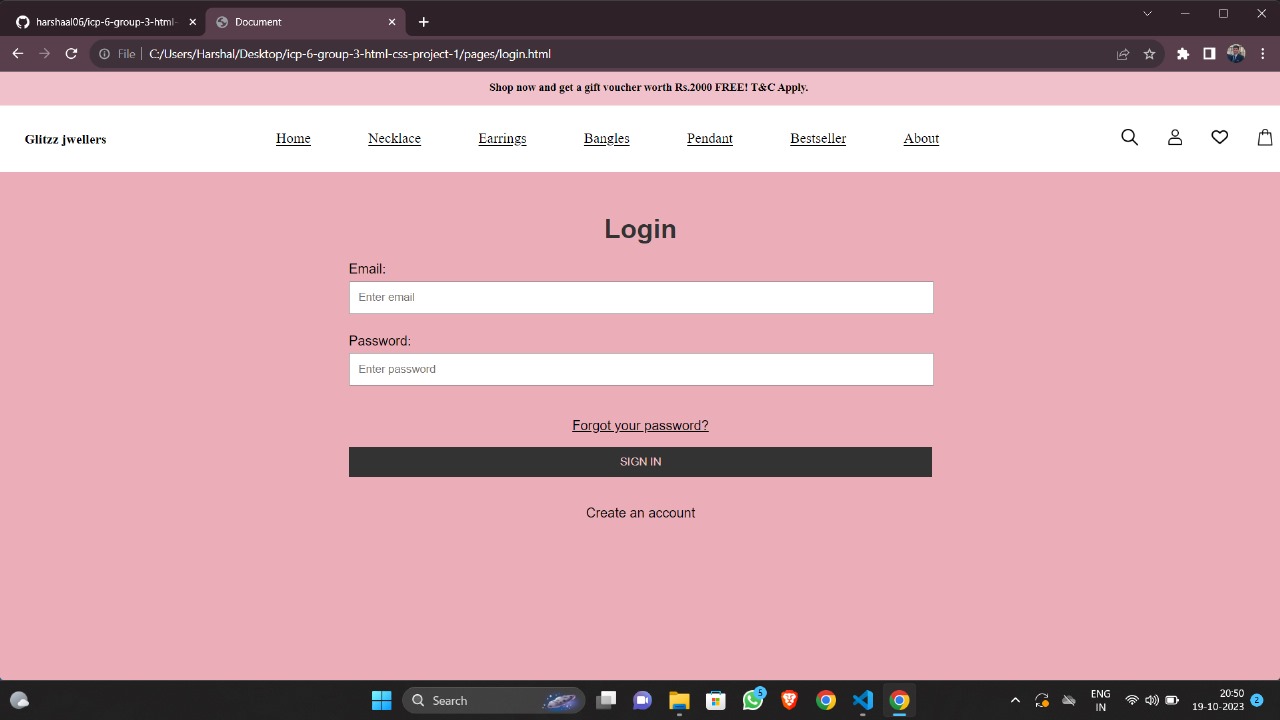 harshaal06/icp-6-group-3-html-
Document
File
C:/Users/Harshal/Desktop/icp-6-group-3-html-css-project-1/pages/login.html
Shop now and get a gift voucher worth Rs.2000 FREE! T&C Apply.
Glitzz jwellers
Home Necklace Earrings Bangles Pendant Bestseller About
Login
Email:
Enter email
Password:
Enter password
Forgot your password?
SIGN IN
Create an account
Search
5
ENG
IN
20:50
19-10-2023
2